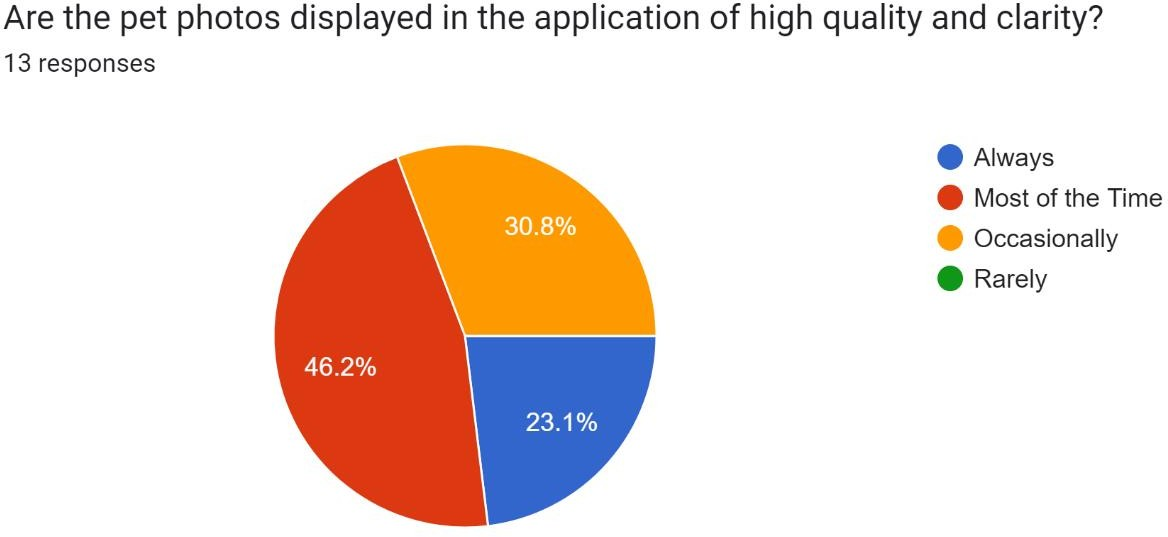 Are the pet photos displayed in the application of high quality and clarity?
13 responses
Always
Most of the Time
Occasionally
Rarely
30.8%
46.2%
23.1%